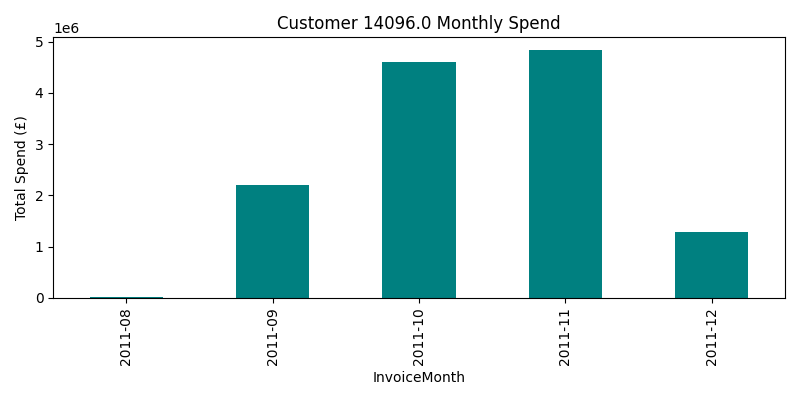 Customer 14096.0 Monthly Spend
1e6
Total Spend (£)
5
4
3
2
1
0
2011-08
2011-09
2011-10
2011-11
2011-12
InvoiceMonth